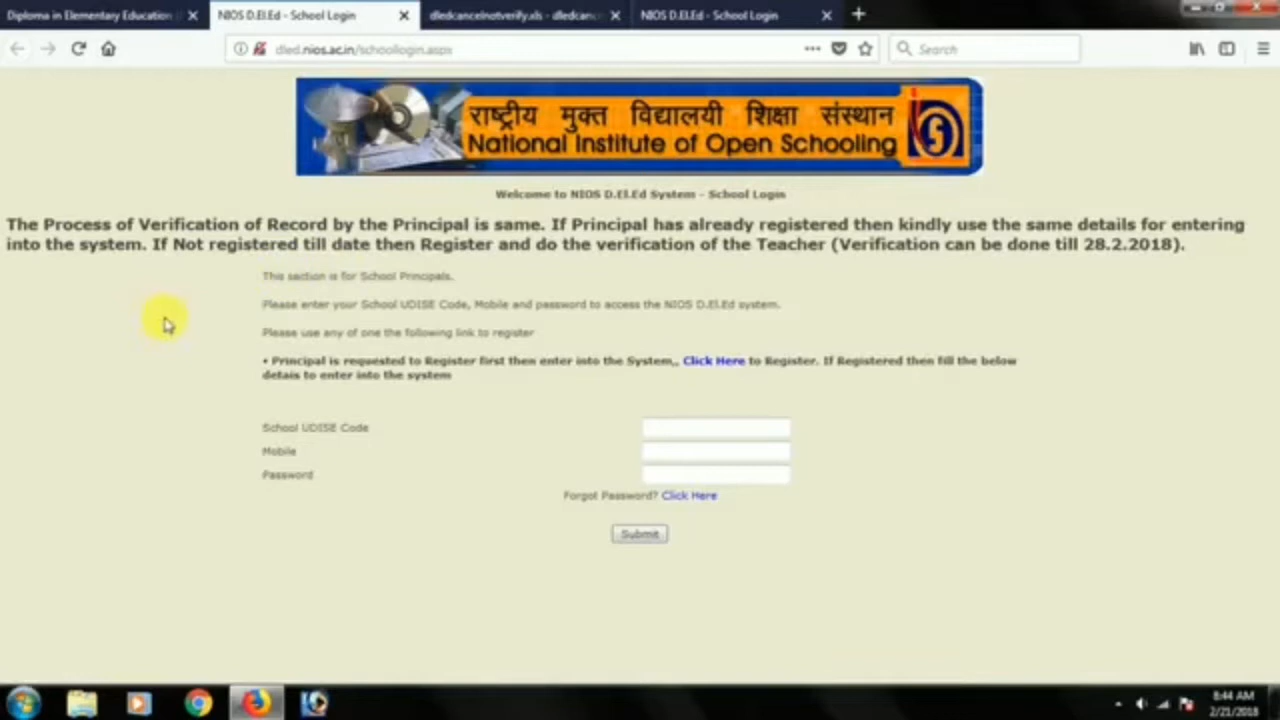 Diploma in Elementary Education
NIOS D.El.Ed - School Login
dledcancelnotverify.xls - dledcanc
NIOS D.El.Ed - School Login
dled.nios.ac.in/schoollogin.aspx
Search
राष्ट्रीय मुक्त विद्यालयी शिक्षा संस्थान
National Institute of Open Schooling
Welcome to NIOS D.El.Ed System - School Login
The Process of Verification of Record by the Principal is same. If Principal has already registered then kindly use the same details for entering
into the system. If Not registered till date then Register and do the verification of the Teacher (Verification can be done till 28.2.2018).
This section is for School Principals.
Please enter your School UDISE Code, Mobile and password to access the NIOS D.El.Ed system.
Please use any of one the following link to register
• Principal is requested to Register first then enter into the System,, Click Here to Register. If Registered then fill the below
detais to enter into the system
School UDISE Code
Mobile
Password
Forgot Password? Click Here
Submit
8:44 AM
2/21/2018